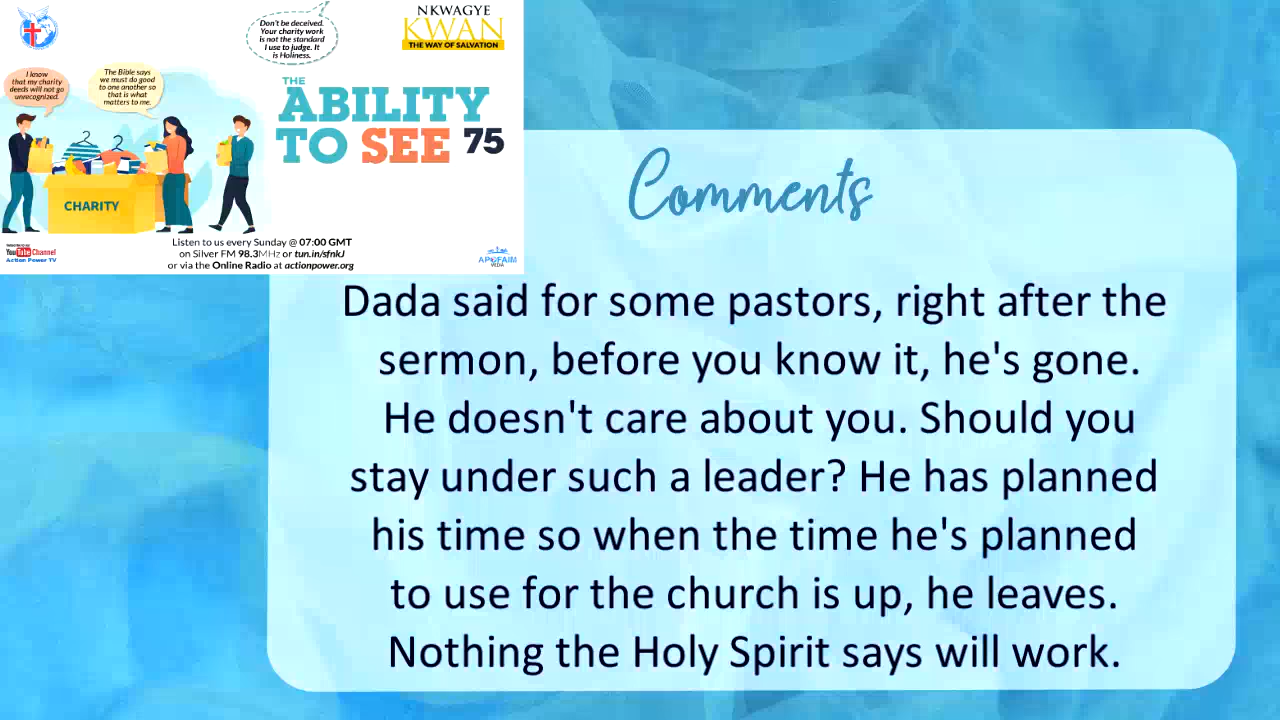 Don't be deceived.
Your charity work
is not the standard
I use to judge. It
is Holiness.
NKWAGYE
KWAN
THE WAY OF SALVATION
I know
that my charity
deeds will not go
unrecognized.
The Bible says
we must do good
to one another so
that is what
matters to me.
THE
ABILITY
TO SEE 75
CHARITY
Listen to us every Sunday @ 07:00 GMT
on Silver FM 98.3MHz or tun.in/sfnkJ
or via the Online Radio at actionpower.org
YouTube Channel
Action Power TV
Comments
Dada said for some pastors, right after the
sermon, before you know it, he's gone.
He doesn't care about you. Should you
stay under such a leader? He has planned
his time so when the time he's planned
to use for the church is up, he leaves.
Nothing the Holy Spirit says will work.